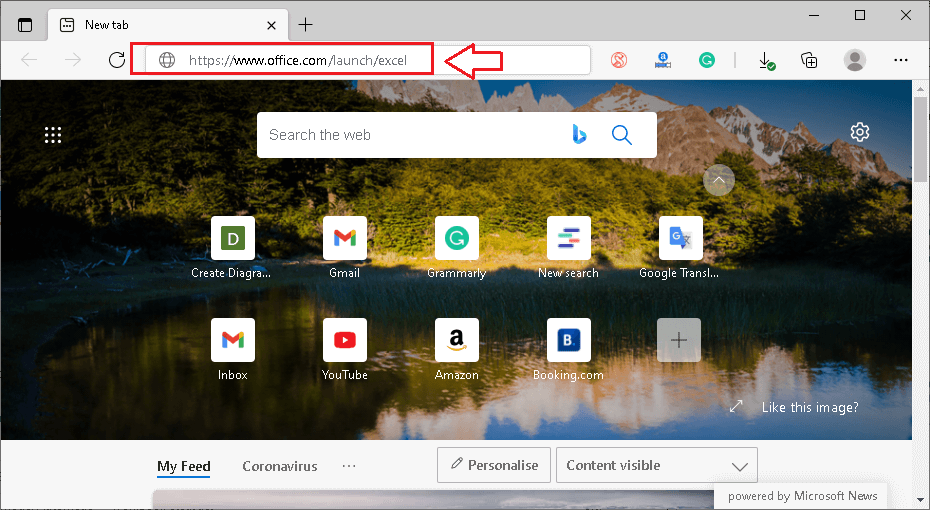 New tab
https://www.office.com/launch/excel
Search the web
D
Create Diagra...
Gmail
Grammarly
New search
Google Transl...
Inbox
YouTube
Amazon
Booking.com
Like this image?
My Feed Coronavirus ...
Personalise
Content visible
powered by Microsoft News